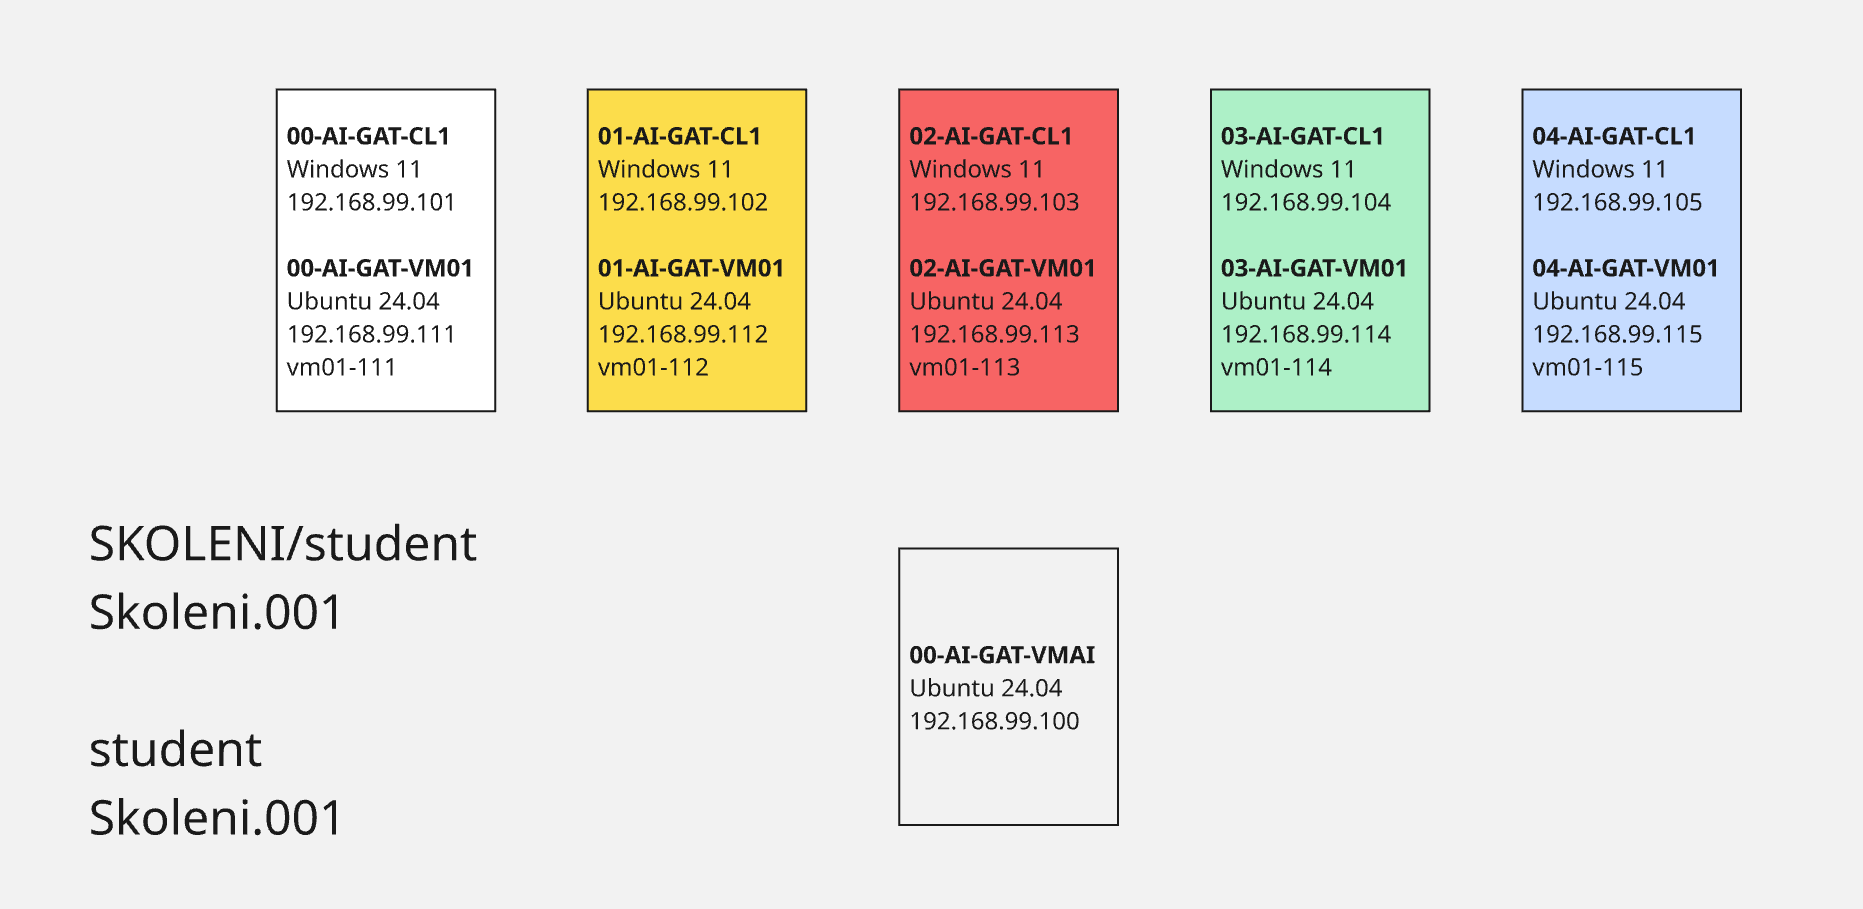 00-AI-GAT-CL1
Windows 11
192.168.99.101
00-AI-GAT-VM01
Ubuntu 24.04
192.168.99.111
vm01-111
01-AI-GAT-CL1
Windows 11
192.168.99.102
01-AI-GAT-VM01
Ubuntu 24.04
192.168.99.112
vm01-112
02-AI-GAT-CL1
Windows 11
192.168.99.103
02-AI-GAT-VM01
Ubuntu 24.04
192.168.99.113
vm01-113
03-AI-GAT-CL1
Windows 11
192.168.99.104
03-AI-GAT-VM01
Ubuntu 24.04
192.168.99.114
vm01-114
04-AI-GAT-CL1
Windows 11
192.168.99.105
04-AI-GAT-VM01
Ubuntu 24.04
192.168.99.115
vm01-115
SKOLENI/student
Skoleni.001
student
Skoleni.001
00-AI-GAT-VMAI
Ubuntu 24.04
192.168.99.100